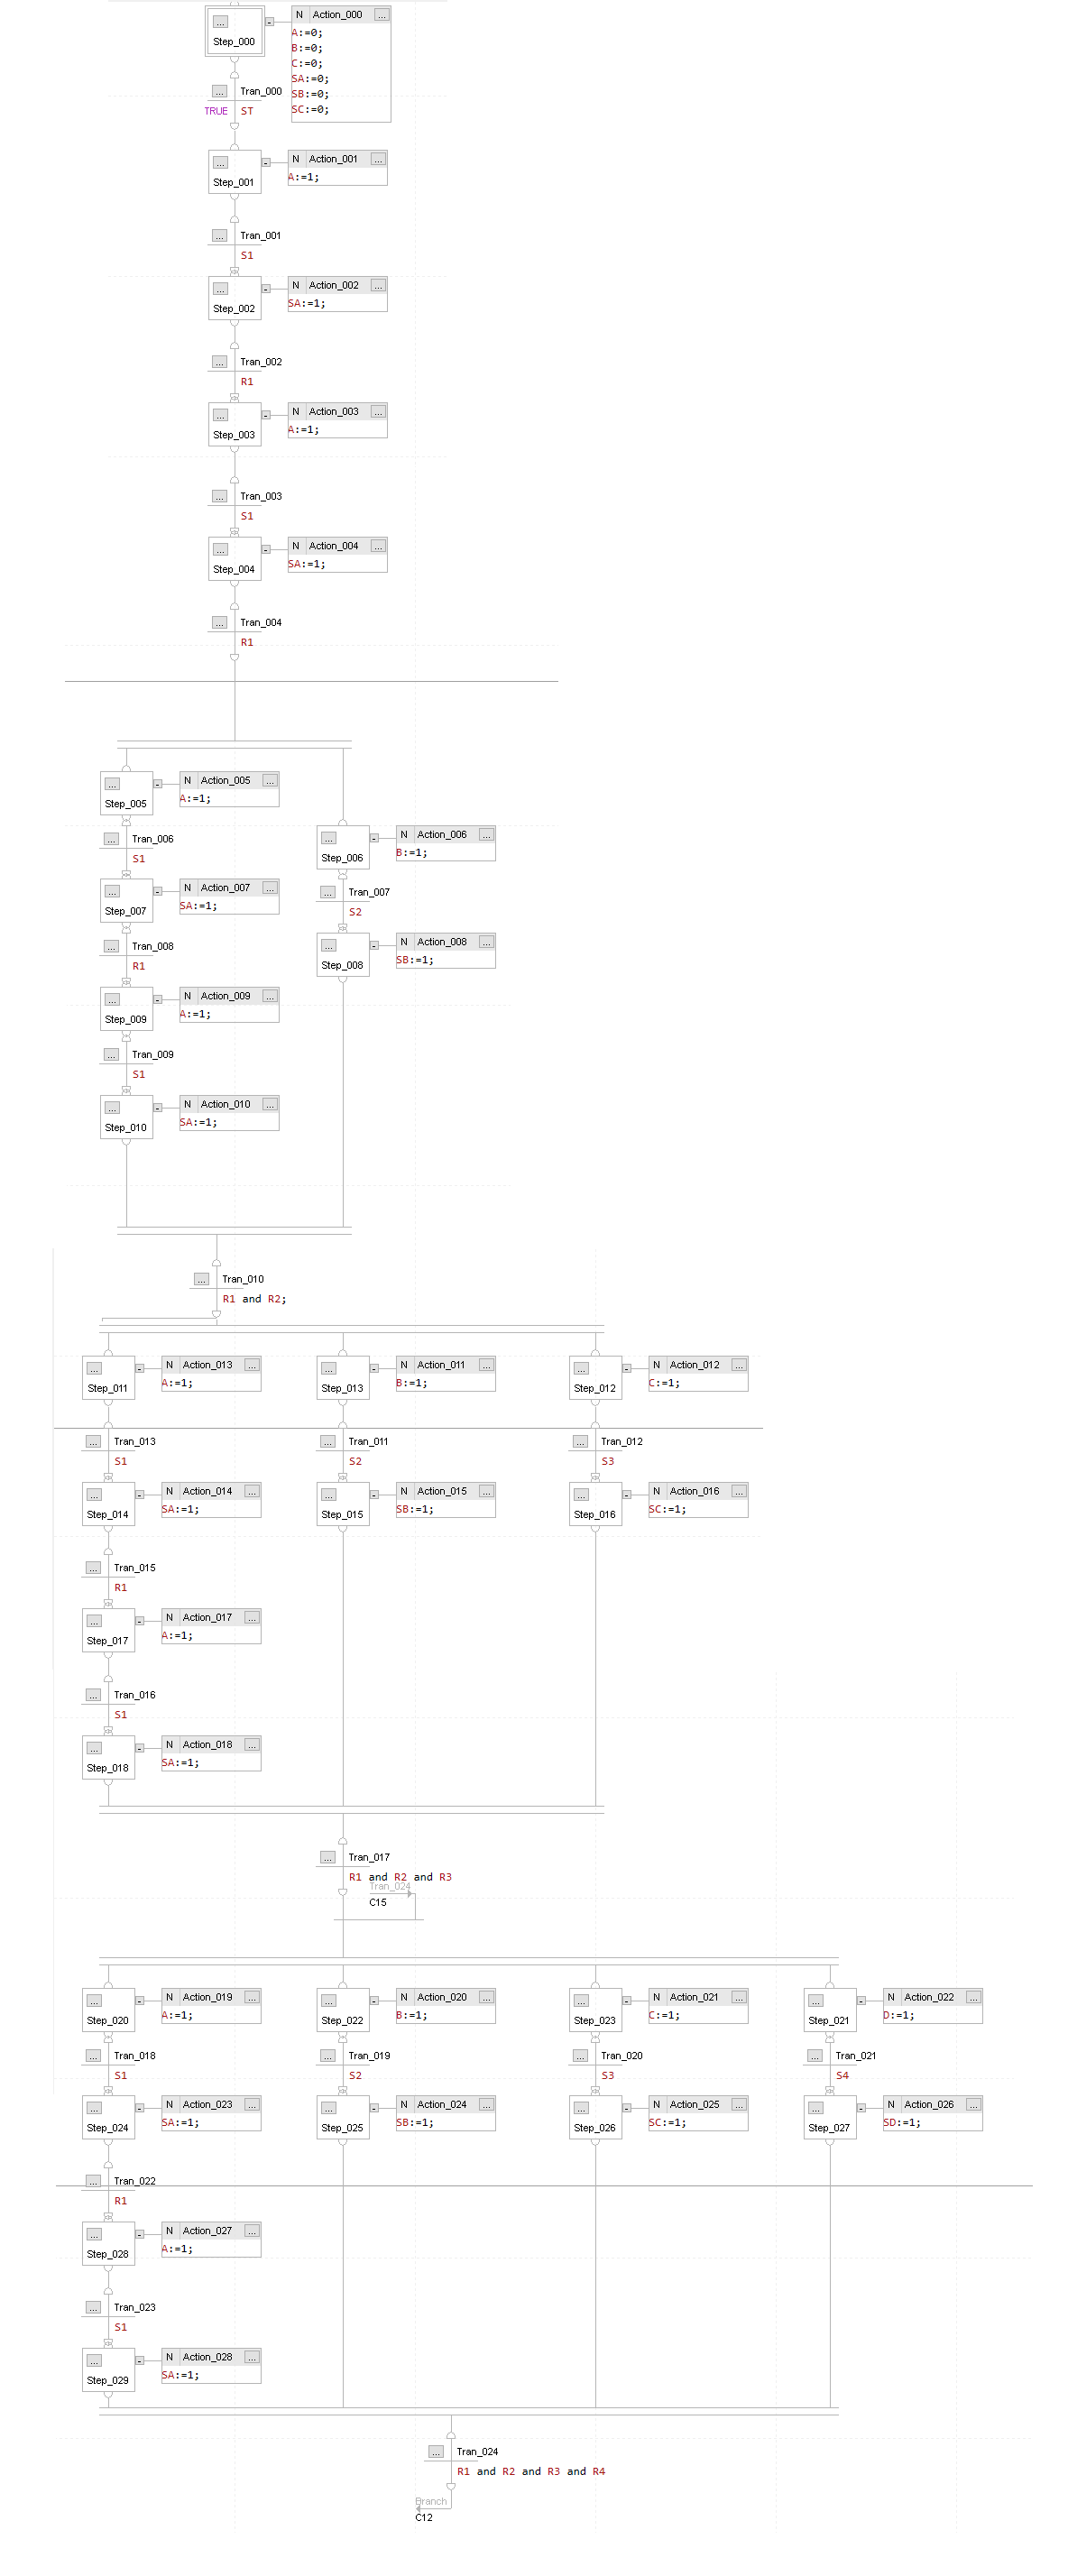 N Action_000 ...
... Step_000
A:=0;
B:=0;
C:=0;
SA:=0;
SB:=0;
SC:=0;
... Tran_000
TRUE ST
... Step_001
N Action_001 ...
A:=1;
... Tran_001
S1
... Step_002
N Action_002 ...
SA:=1;
... Tran_002
R1
... Step_003
N Action_003 ...
A:=1;
... Tran_003
S1
... Step_004
N Action_004 ...
SA:=1;
... Tran_004
R1
... Step_005
N Action_005 ...
A:=1;
... Tran_006
S1
... Step_006
N Action_006 ...
B:=1;
... Step_007
N Action_007 ...
SA:=1;
... Tran_007
S2
... Tran_008
R1
... Step_008
N Action_008 ...
SB:=1;
... Step_009
N Action_009 ...
A:=1;
... Tran_009
S1
... Step_010
N Action_010 ...
SA:=1;
... Tran_010
R1 and R2;
... Step_011
N Action_013 ...
A:=1;
... Step_013
N Action_011 ...
B:=1;
... Step_012
N Action_012 ...
C:=1;
... Tran_013
S1
... Tran_011
S2
... Tran_012
S3
... Step_014
N Action_014 ...
SA:=1;
... Step_015
N Action_015 ...
SB:=1;
... Step_016
N Action_016 ...
SC:=1;
... Tran_015
R1
... Step_017
N Action_017 ...
A:=1;
... Tran_016
S1
... Step_018
N Action_018 ...
SA:=1;
... Tran_017
R1 and R2 and R3
Tran_024
C15
... Step_020
N Action_019 ...
A:=1;
... Step_022
N Action_020 ...
B:=1;
... Step_023
N Action_021 ...
C:=1;
... Step_021
N Action_022 ...
D:=1;
... Tran_018
S1
... Tran_019
S2
... Tran_020
S3
... Tran_021
S4
... Step_024
N Action_023 ...
SA:=1;
... Step_025
N Action_024 ...
SB:=1;
... Step_026
N Action_025 ...
SC:=1;
... Step_027
N Action_026 ...
SD:=1;
... Tran_022
R1
... Step_028
N Action_027 ...
A:=1;
... Tran_023
S1
... Step_029
N Action_028 ...
SA:=1;
... Tran_024
R1 and R2 and R3 and R4
Branch
C12